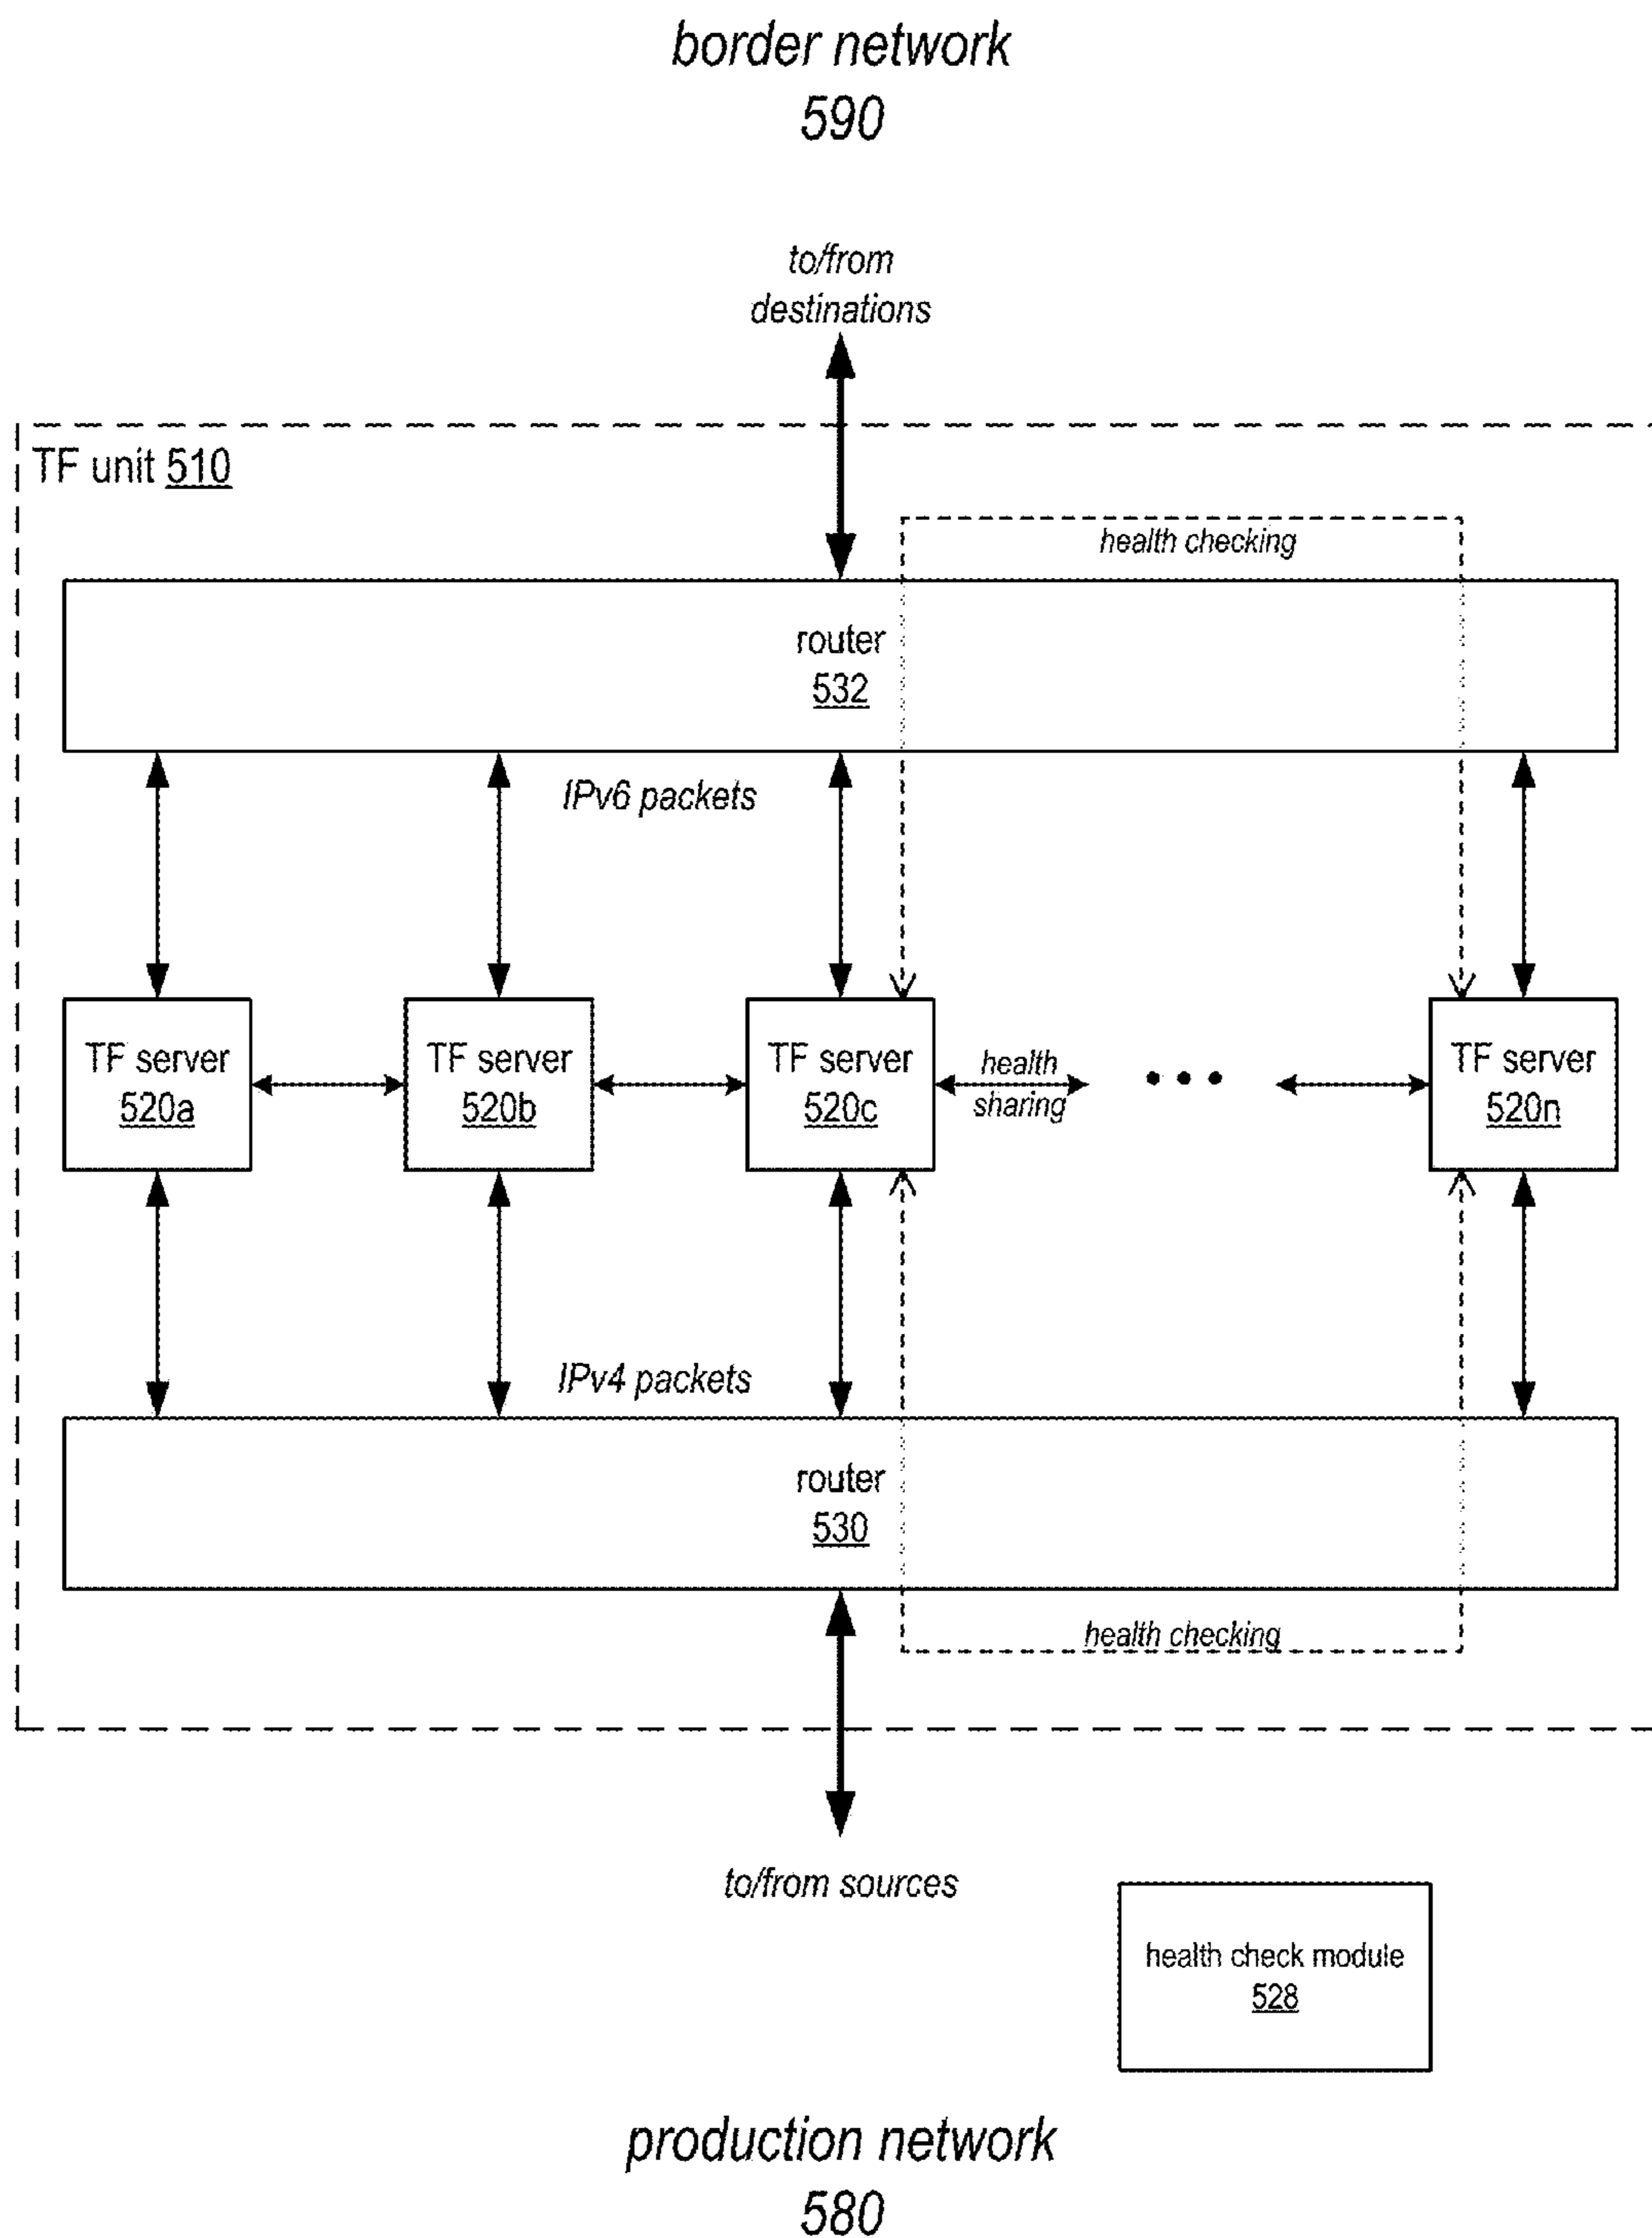 border network
590
to/from
destinations
TF unit 510
health checking
router
532
IPv6 packets
TF server
520a
TF server
520b
TF server
520c
health
sharing
TF server
520n
IPv4 packets
router
530
health checking
to/from sources
health check module
528
production network
580